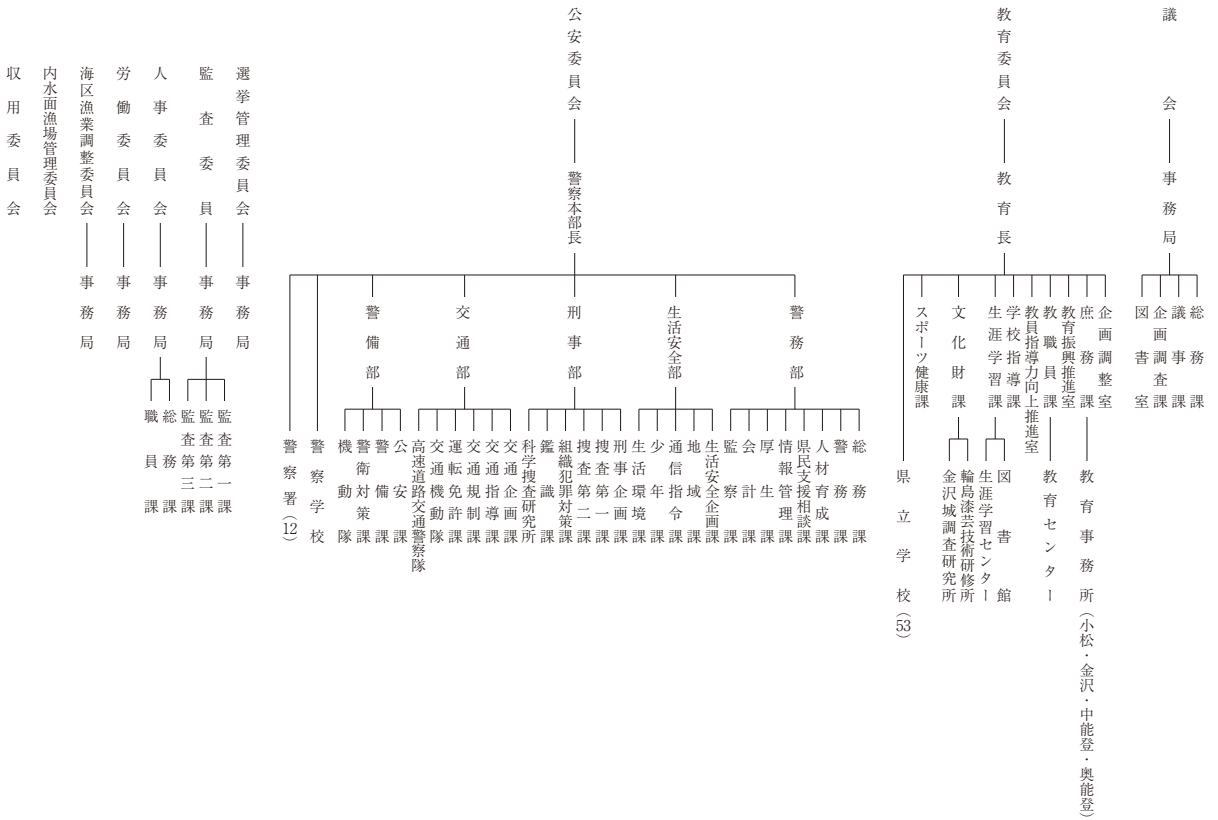 議会
事務局
総務課
議事課
企画調査課
図書室
教育委員会
教育長
企画調整室
庶務課
教育事務所(小松・金沢・中能登・奥能登)
教育振興推進室
教職員課
教育センター
教員指導力向上推進室
学校指導課
生涯学習課
図書館
生涯学習センター
文化財課
輪島漆芸技術研修所
金沢城調査研究所
スポーツ健康課
県立学校(53)
公安委員会
警察本部長
警務部
総務課
警務課
人材育成課
県民支援相談課
情報管理課
厚生課
会計課
監察課
生活安全部
生活安全企画課
地域課
通信指令課
少年課
生活環境課
刑事部
刑事企画課
捜査第一課
捜査第二課
組織犯罪対策課
鑑識課
科学捜査研究所
交通部
交通企画課
交通指導課
交通規制課
運転免許課
交通機動隊
高速道路交通警察隊
警備部
公安課
警備課
警衛対策課
機動隊
警察学校
警察署(12)
選挙管理委員会
事務局
監査委員
事務局
監査第一課
監査第二課
監査第三課
人事委員会
事務局
総務課
職員課
労働委員会
事務局
海区漁業調整委員会
事務局
内水面漁場管理委員会
収用委員会